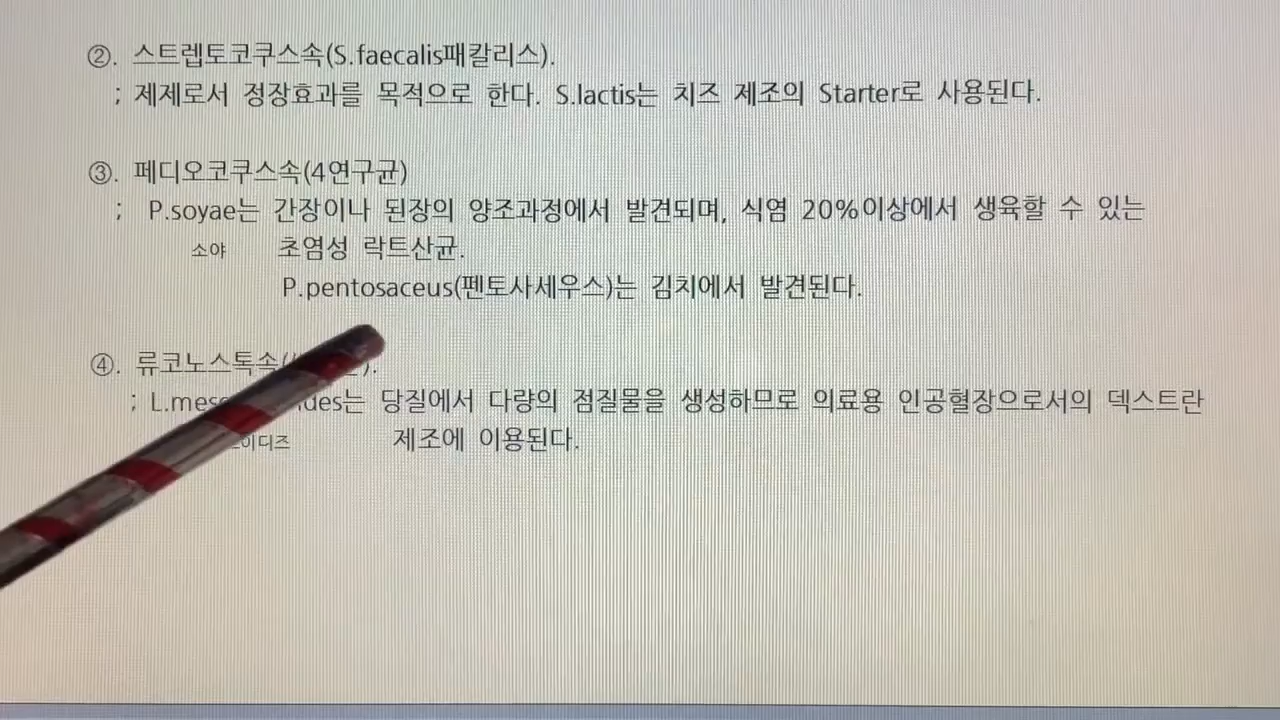 ②. 스트렙토코쿠스속(S.faecalis패칼리스).
; 제제로서 정장효과를 목적으로 한다. S.lactis는 치즈 제조의 Starter로 사용된다.
③. 페디오코쿠스속(4연구균)
; P.soyae는 간장이나 된장의 양조과정에서 발견되며, 식염 20%이상에서 생육할 수 있는
소야 초염성 락트산균.
P.pentosaceus(펜토사세우스)는 김치에서 발견된다.
④. 류코노스톡속(
; 당질에서 다량의 점질물을 생성하므로 의료용 인공혈장으로서의 덱스트란
제조에 이용된다.